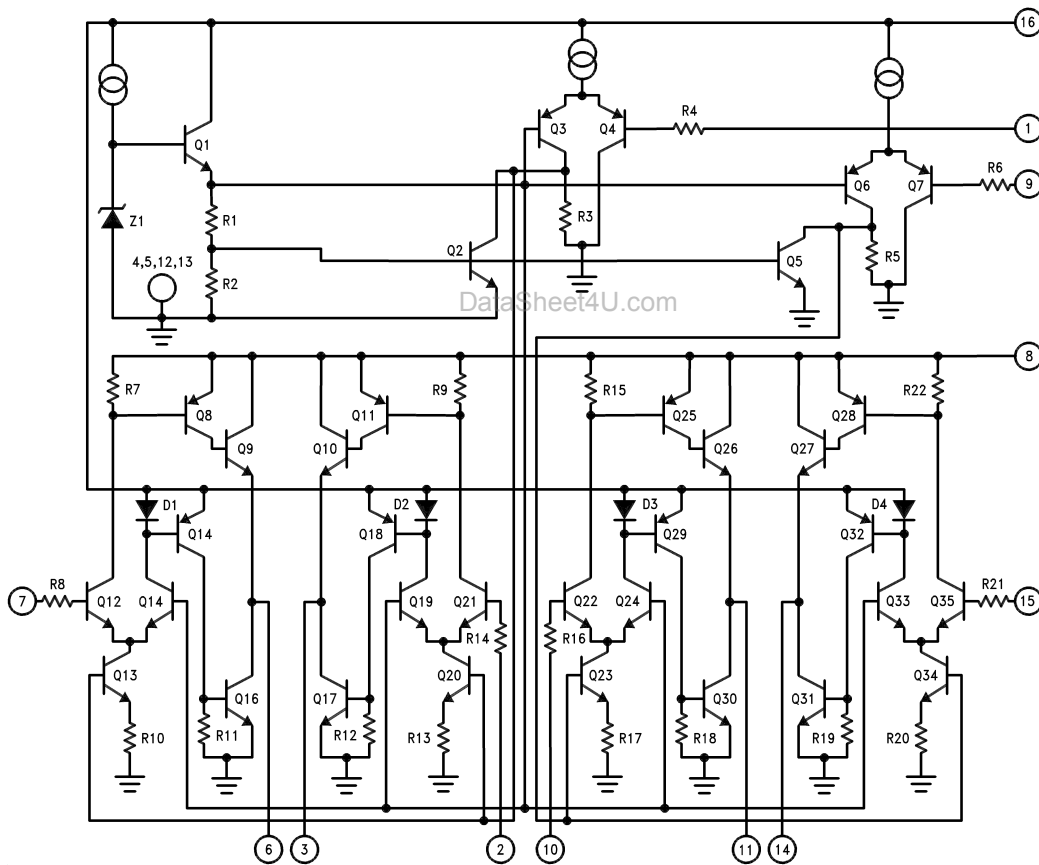 16
Q1
Q3
Q4
R4
1
Q6
Q7
R6
9
Z1
R1
R3
4,5,12,13
R2
Q2
Q5
R5
DataSheet4U.com
8
R7
Q8
Q9
Q10
Q11
R9
R15
Q25
Q26
Q27
Q28
R22
D1
Q14
Q18
D2
D3
Q29
Q32
D4
7
R8
Q12
Q14
Q19
Q21
R14
Q22
Q24
R16
Q33
Q35
R21
15
Q13
Q16
Q17
Q20
Q23
Q30
Q31
Q34
R10
R11
R12
R13
R17
R18
R19
R20
6
3
2
10
11
14